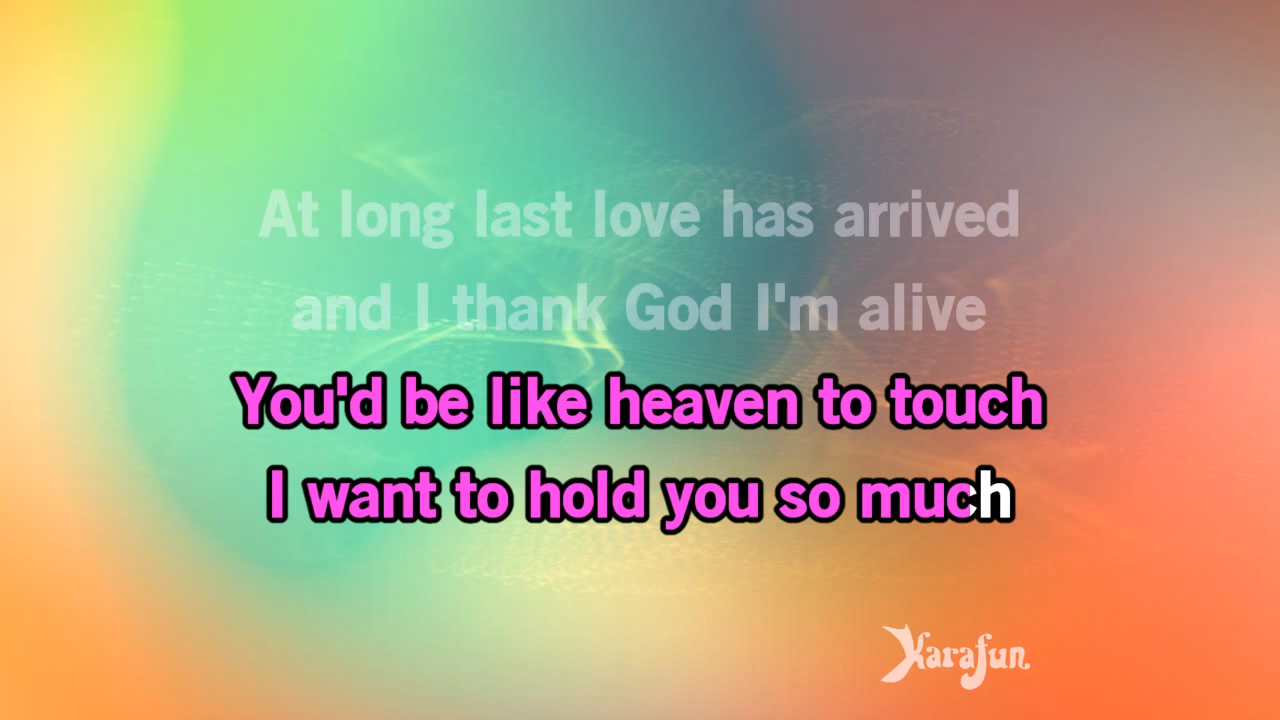 At long last love has arrived
and I thank God I'm alive
You'd be like heaven to touch
I want to hold you so much
Karafun